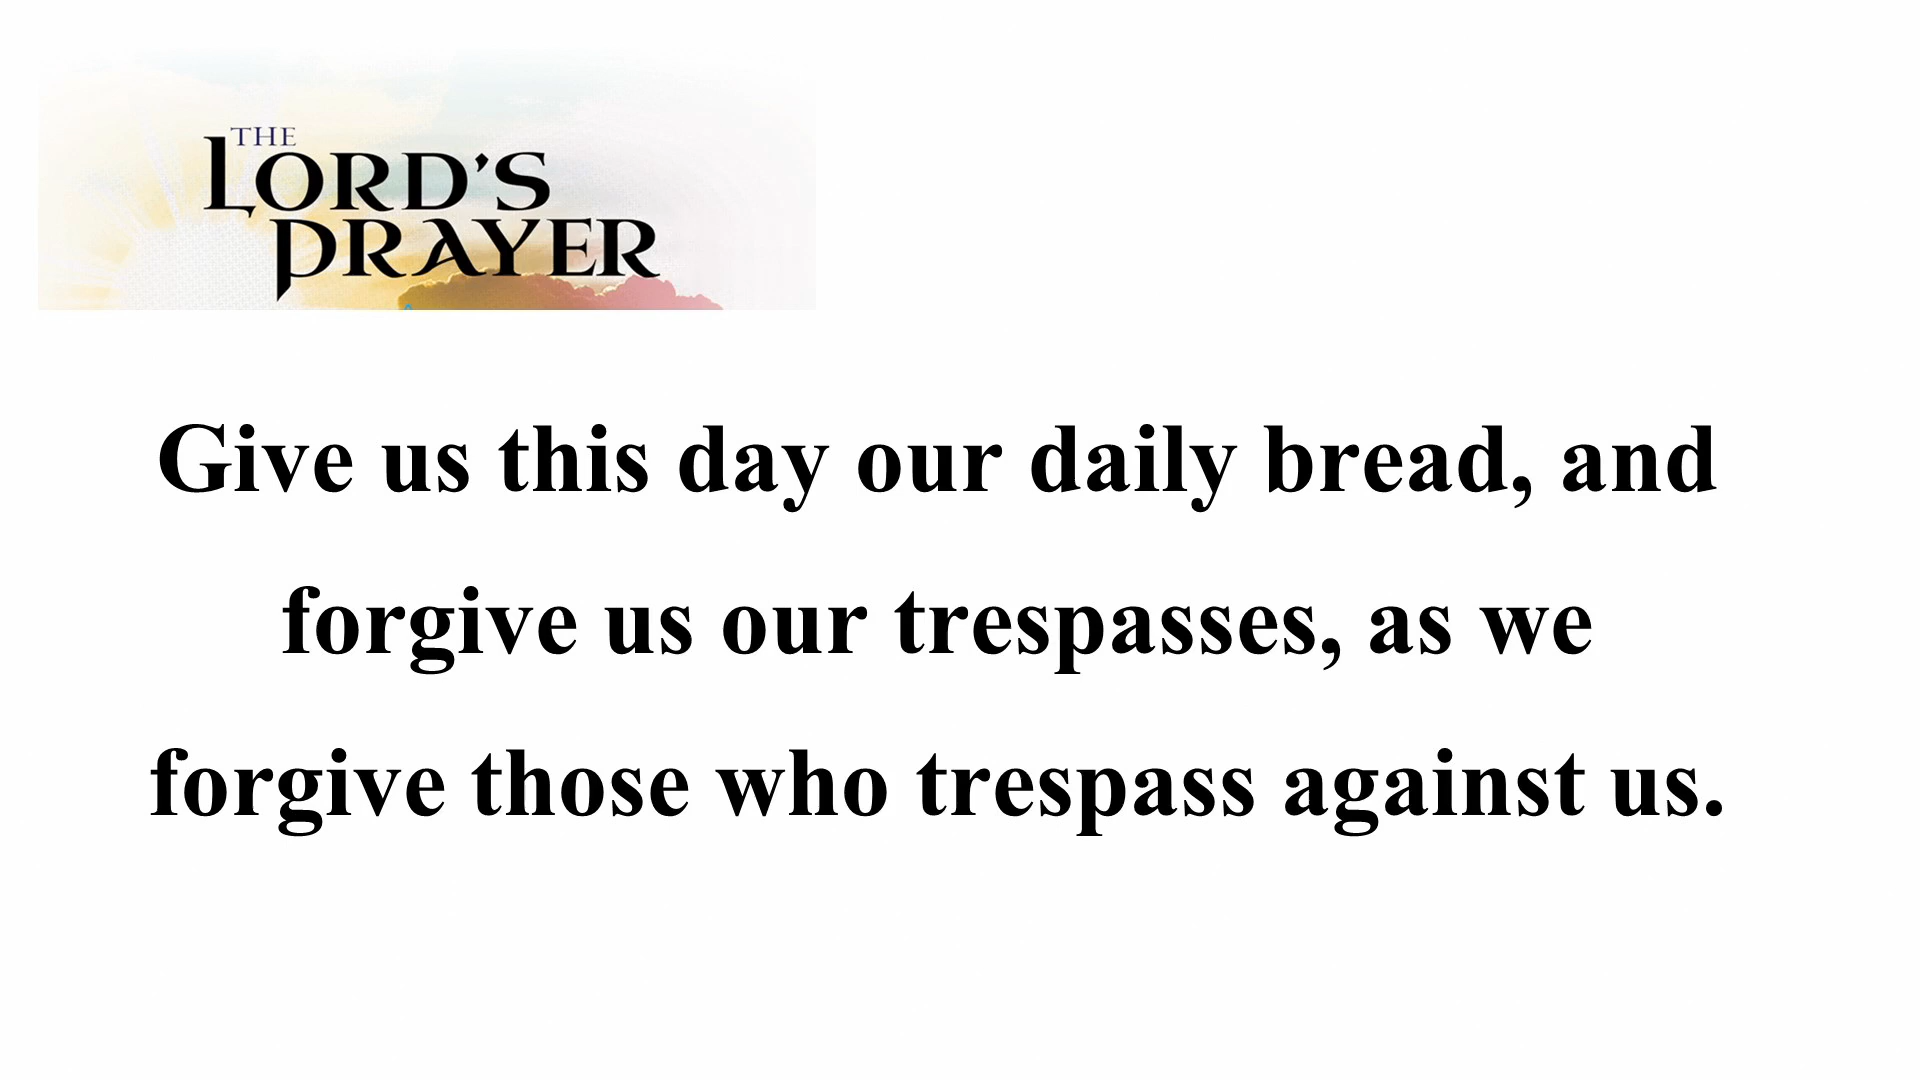 THE
LORD'S
PRAYER
Give us this day our daily bread, and
forgive us our trespasses, as we
forgive those who trespass against us.